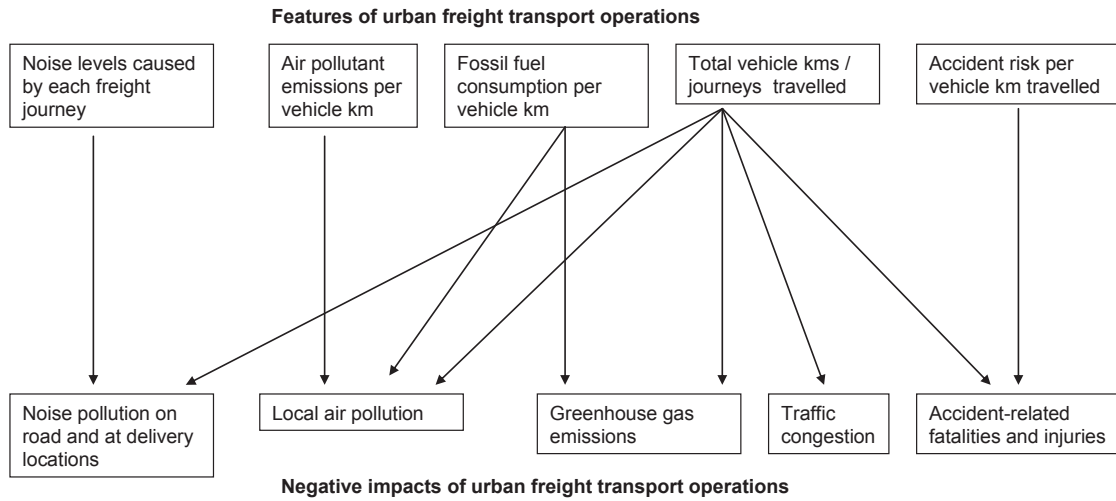 Features of urban freight transport operations
Noise levels caused
by each freight
journey
Air pollutant
emissions per
vehicle km
Fossil fuel
consumption per
vehicle km
Total vehicle kms /
journeys travelled
Accident risk per
vehicle km travelled
Noise pollution on
road and at delivery
locations
Local air pollution
Greenhouse gas
emissions
Traffic
congestion
Accident-related
fatalities and injuries
Negative impacts of urban freight transport operations